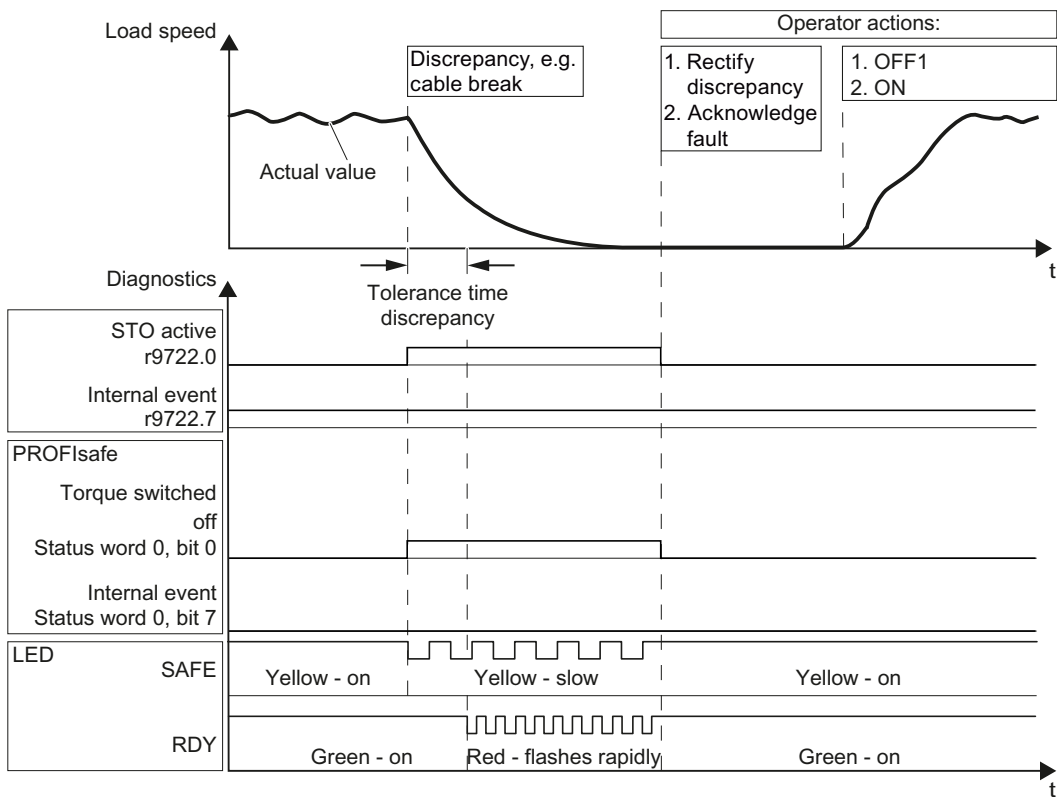 Load speed
Operator actions:
Discrepancy, e.g.
cable break
1. Rectify
discrepancy
2. Acknowledge
fault
1. OFF1
2. ON
Actual value
t
Diagnostics
Tolerance time
discrepancy
STO active
r9722.0
Internal event
r9722.7
PROFIsafe
Torque switched
off
Status word 0, bit 0
Internal event
Status word 0, bit 7
LED
SAFE
Yellow - on
Yellow - slow
Yellow - on
RDY
Green - on
Red - flashes rapidly
Green - on
t